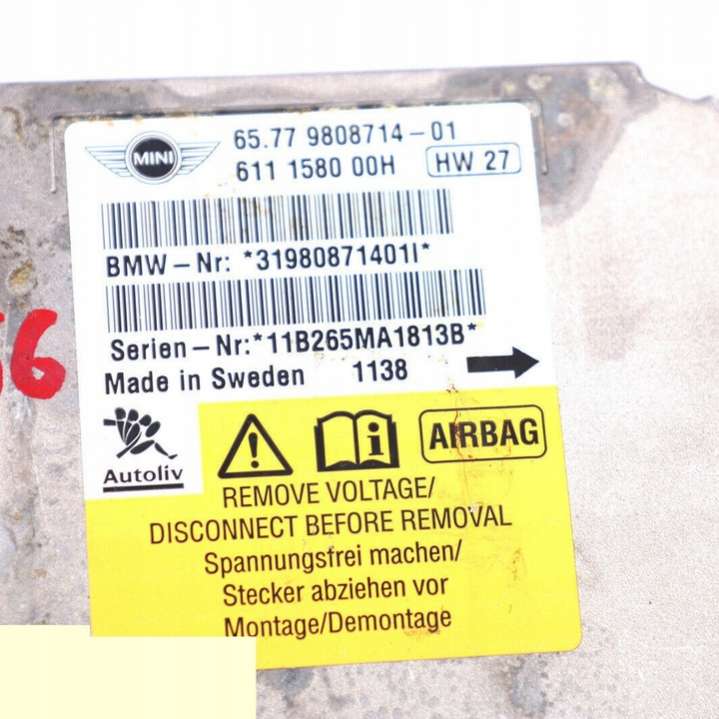 MINI
65.77 9808714-01
611 1580 00H HW 27
BMW-Nr: *31980871401I*
Serien-Nr:*11B265MA1813B*
Made in Sweden 1138
Autoliv
AIRBAG
REMOVE VOLTAGE/
DISCONNECT BEFORE REMOVAL
Spannungsfrei machen/
Stecker abziehen vor
Montage/Demontage